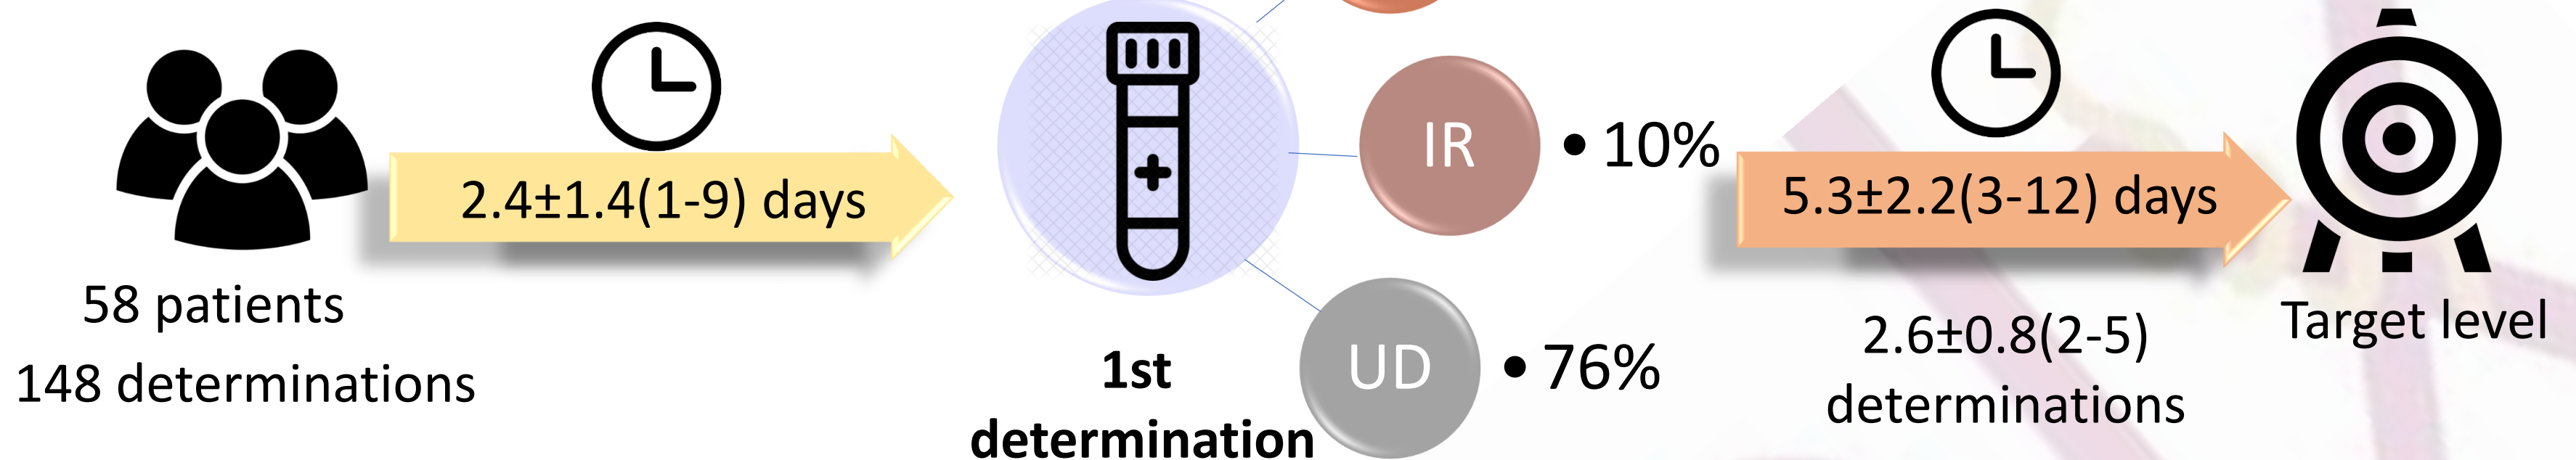 2.4±1.4(1-9) days
58 patients
148 determinations
1st
determination
IR
• 10%
UD
• 76%
5.3±2.2(3-12) days
2.6±0.8(2-5)
determinations
Target level